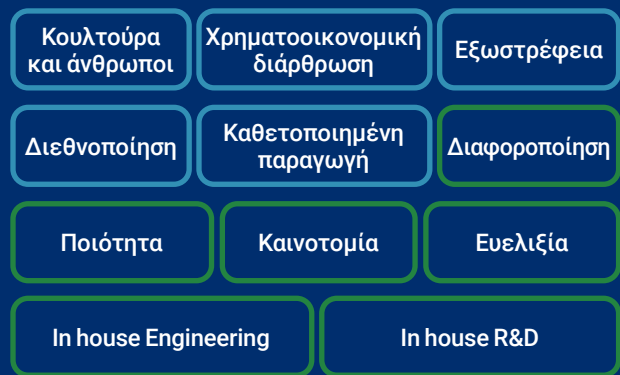 Κουλτούρα
και άνθρωποι
Χρηματοοικονομική
διάρθρωση
Εξωστρέφεια
Διεθνοποίηση
Καθετοποιημένη
παραγωγή
Διαφοροποίηση
Ποιότητα
Καινοτομία
Ευελιξία
In house Engineering
In house R&D